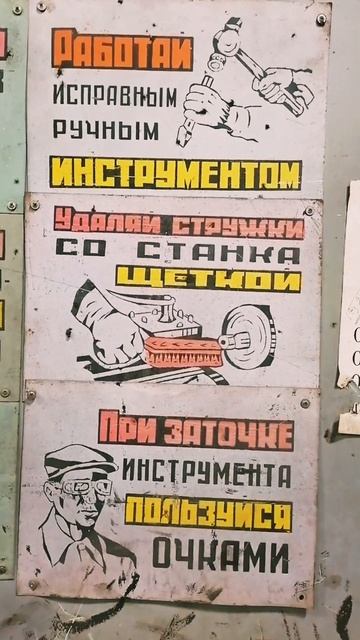 Работай
исправным
ручным
инструментом
Удаляй стружки
со станка
щеткой
При заточке
инструмента
пользуйся
очками